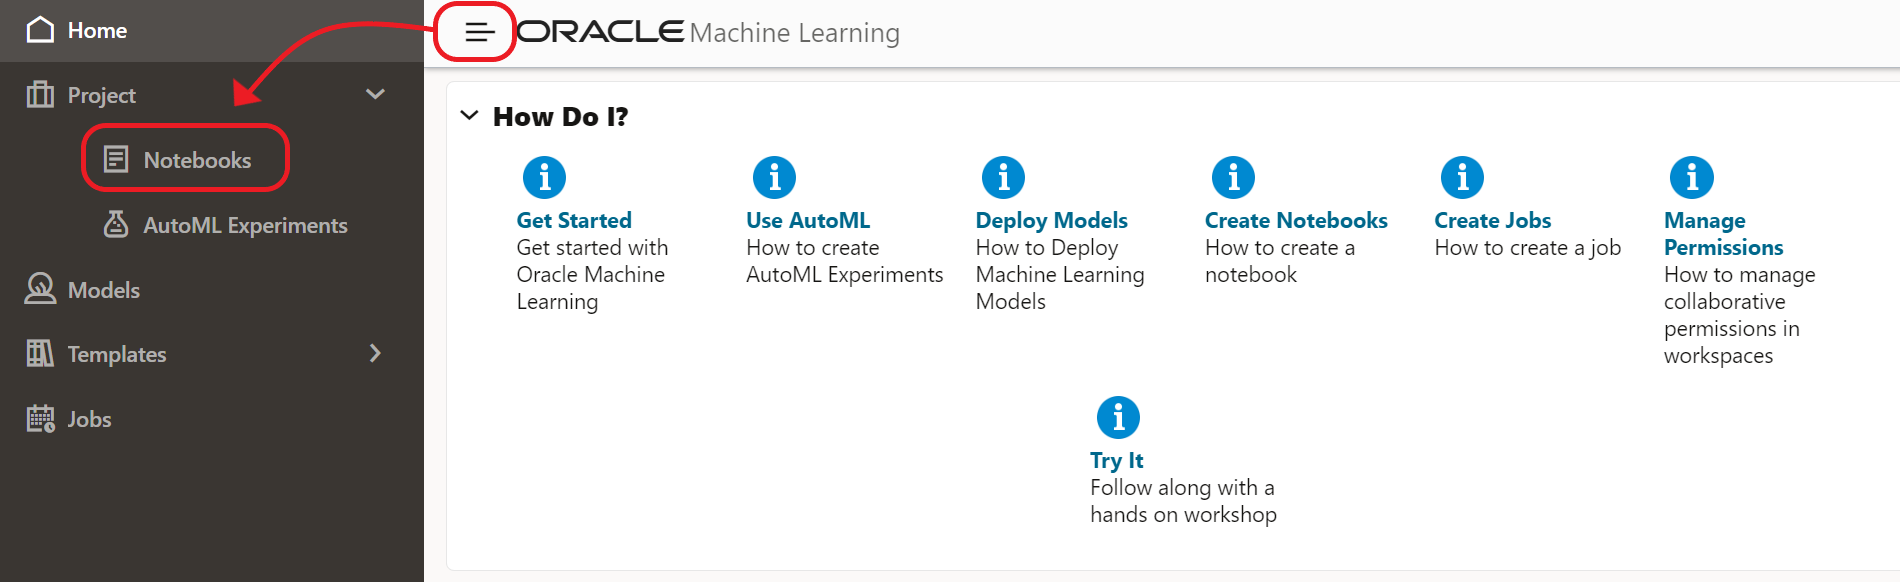 Home
Project
Notebooks
AutoML Experiments
Models
Templates
Jobs
ORACLE Machine Learning
How Do I?
Get Started
Get started with
Oracle Machine
Learning
Use AutoML
How to create
AutoML Experiments
Deploy Models
How to Deploy
Machine Learning
Models
Create Notebooks
How to create a
notebook
Create Jobs
How to create a job
Manage
Permissions
How to manage
collaborative
permissions in
workspaces
Try It
Follow along with a
hands on workshop